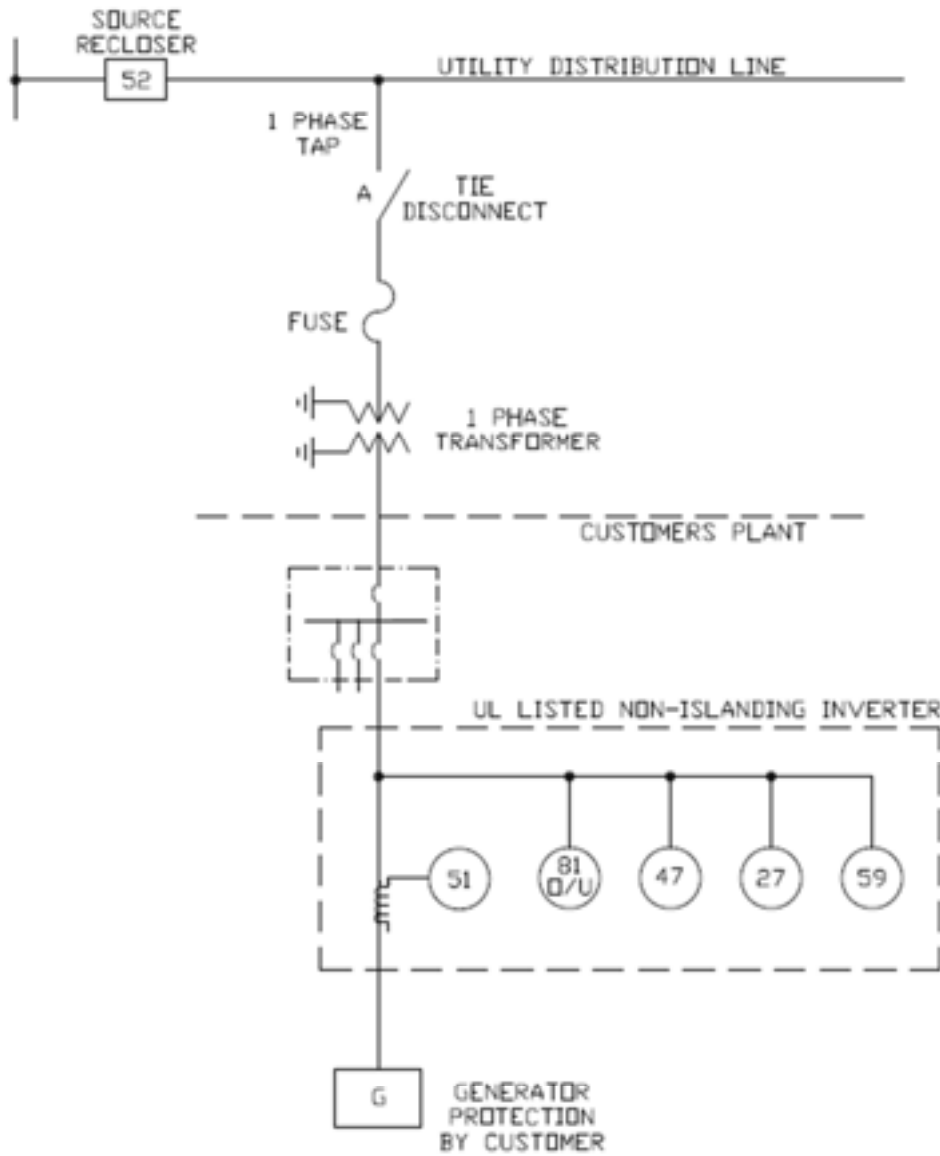 SOURCE
RECLOSER
52
UTILITY DISTRIBUTION LINE
1 PHASE
TAP
A
TIE
DISCONNECT
FUSE
1 PHASE
TRANSFORMER
CUSTOMERS PLANT
UL LISTED NON-ISLANDING INVERTER
51
81
O/U
47
27
59
G
GENERATOR
PROTECTION
BY CUSTOMER